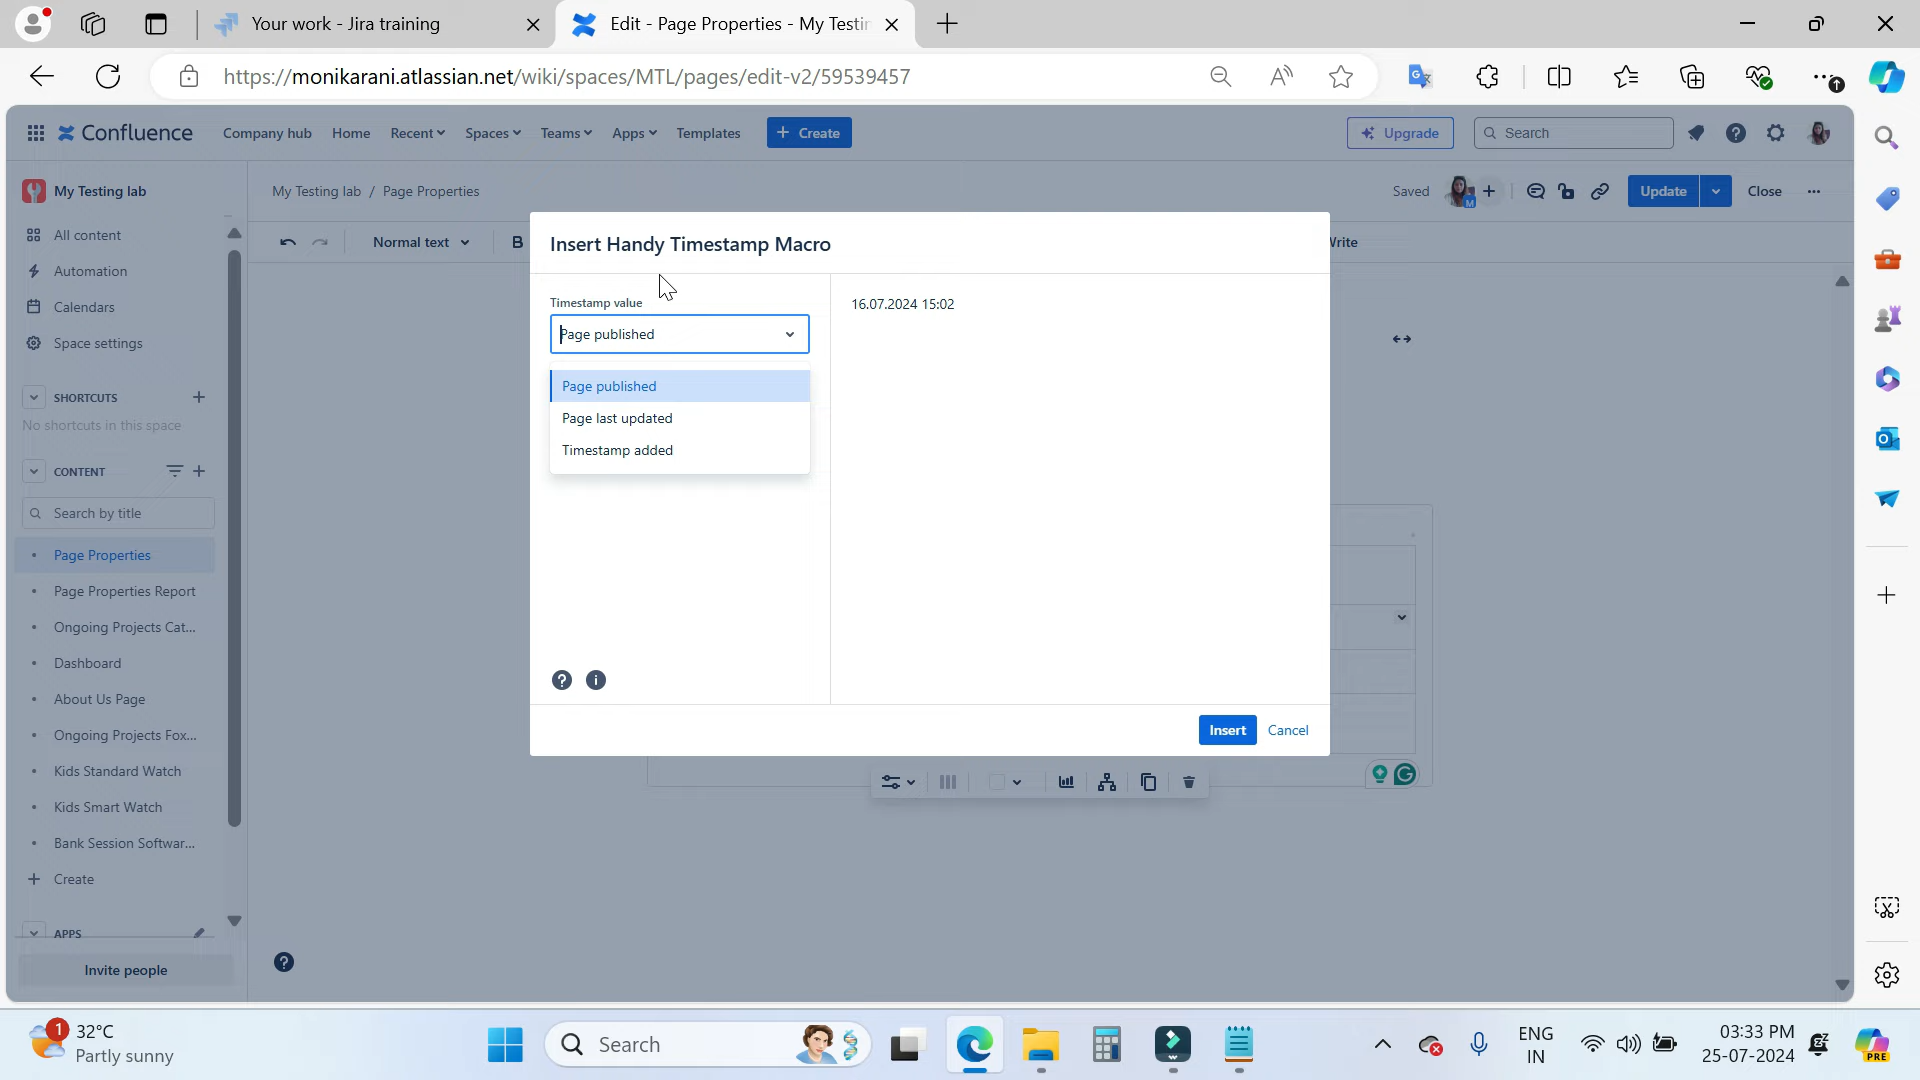 Your work - Jira training
Edit - Page Properties - My Testin
https://monikarani.atlassian.net/wiki/spaces/MTL/pages/edit-v2/59539457
Confluence
Company hub
Home
Recent
Spaces
Teams
Apps
Templates
Create
Upgrade
Search
My Testing lab
My Testing lab / Page Properties
Saved
M
Update
Close
All content
Automation
Calendars
Space settings
Normal text
B
Write
SHORTCUTS
No shortcuts in this space
CONTENT
Search by title
Page Properties
Page Properties Report
Ongoing Projects Cat...
Dashboard
About Us Page
Ongoing Projects Fox...
Kids Standard Watch
Kids Smart Watch
Bank Session Softwar...
Create
APPS
Invite people
Insert Handy Timestamp Macro
Timestamp value
Page published
Page published
Page last updated
Timestamp added
16.07.2024 15:02
Insert
Cancel
1
32°C
Partly sunny
Search
ENG
IN
03:33 PM
25-07-2024
PRE